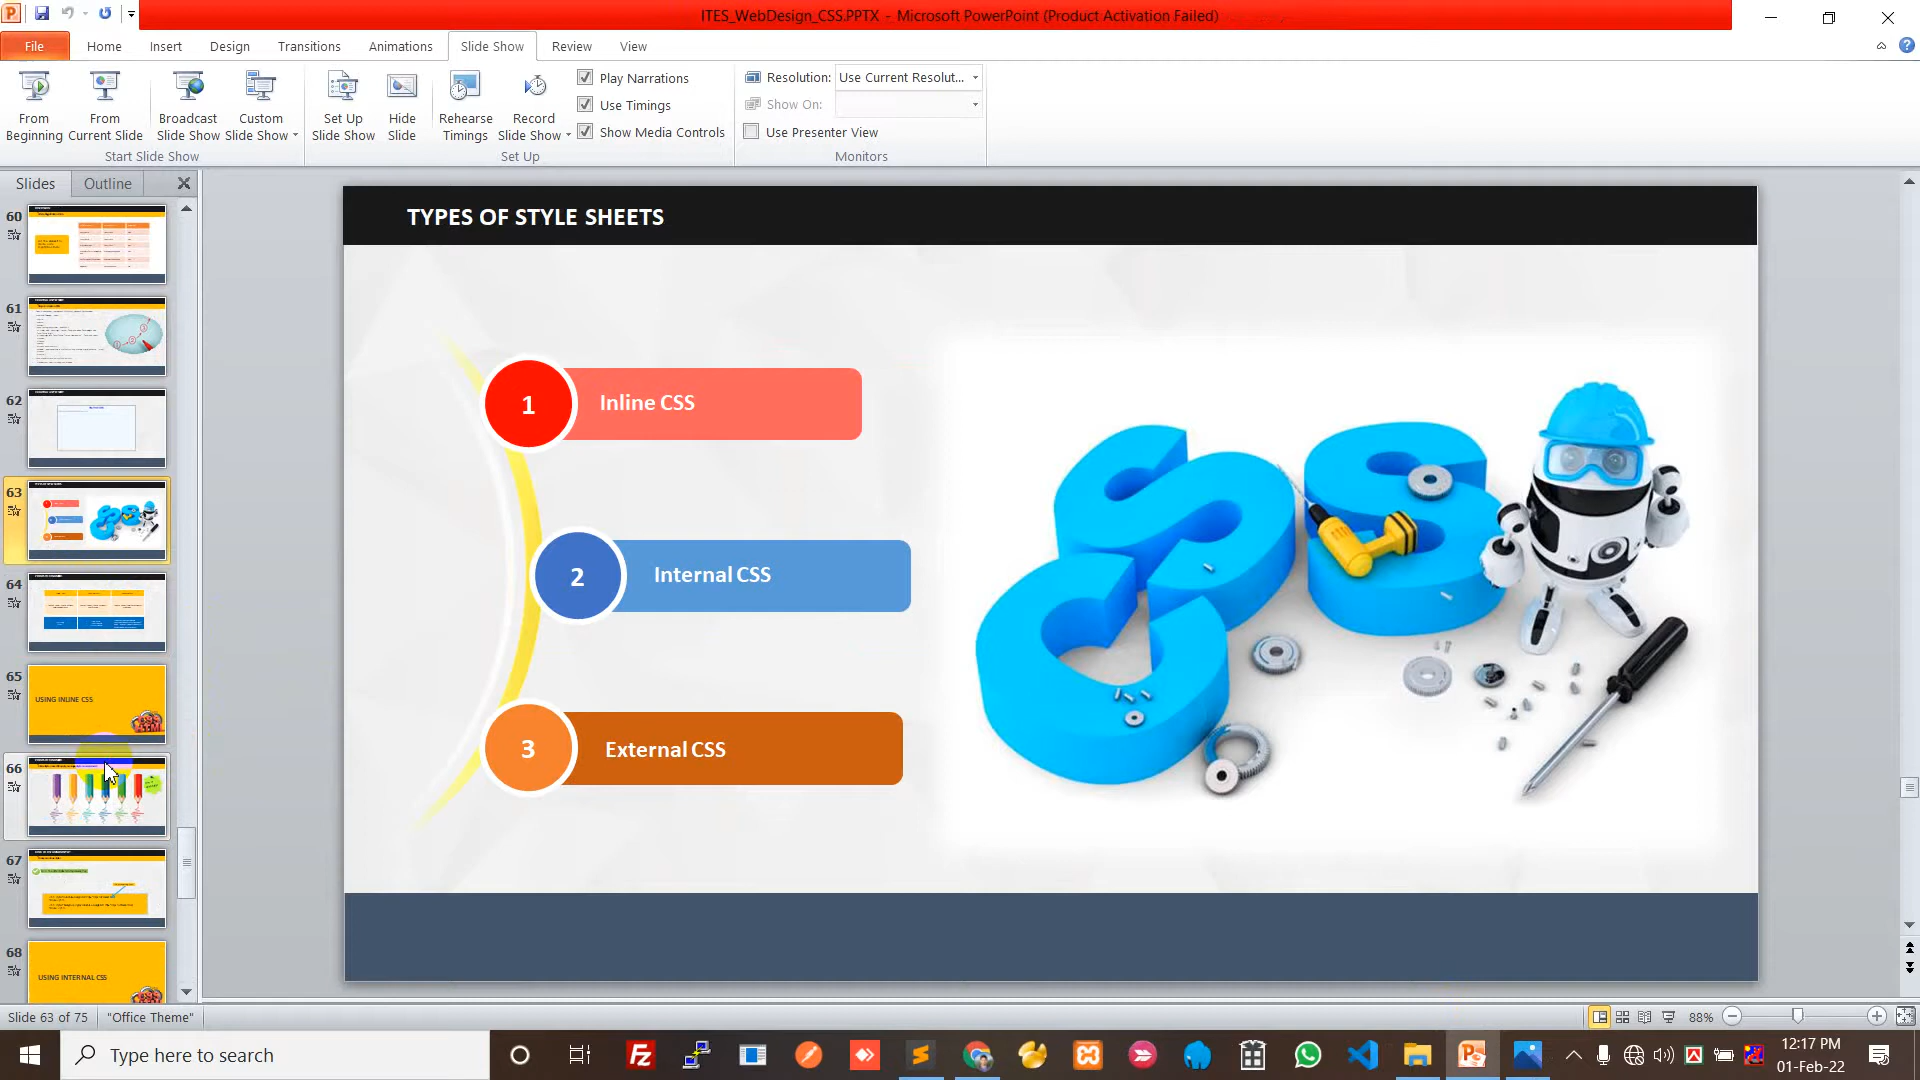 ITES_WebDesign_CSS.PPTX - Microsoft PowerPoint (Product Activation Failed)
File Home Insert Design Transitions Animations Slide Show Review View
From Beginning
From Current Slide
Broadcast Slide Show
Custom Slide Show
Set Up Slide Show
Hide Slide
Rehearse Timings
Record Slide Show
Play Narrations
Use Timings
Show Media Controls
Resolution: Use Current Resolut...
Show On:
Use Presenter View
Start Slide Show Set Up Monitors
Slides Outline
60
61
62
63
64
65
USING INLINE CSS
66
67
68
USING INTERNAL CSS
TYPES OF STYLE SHEETS
1 Inline CSS
2 Internal CSS
3 External CSS
Slide 63 of 75 "Office Theme" 88%
Type here to search
12:17 PM
01-Feb-22